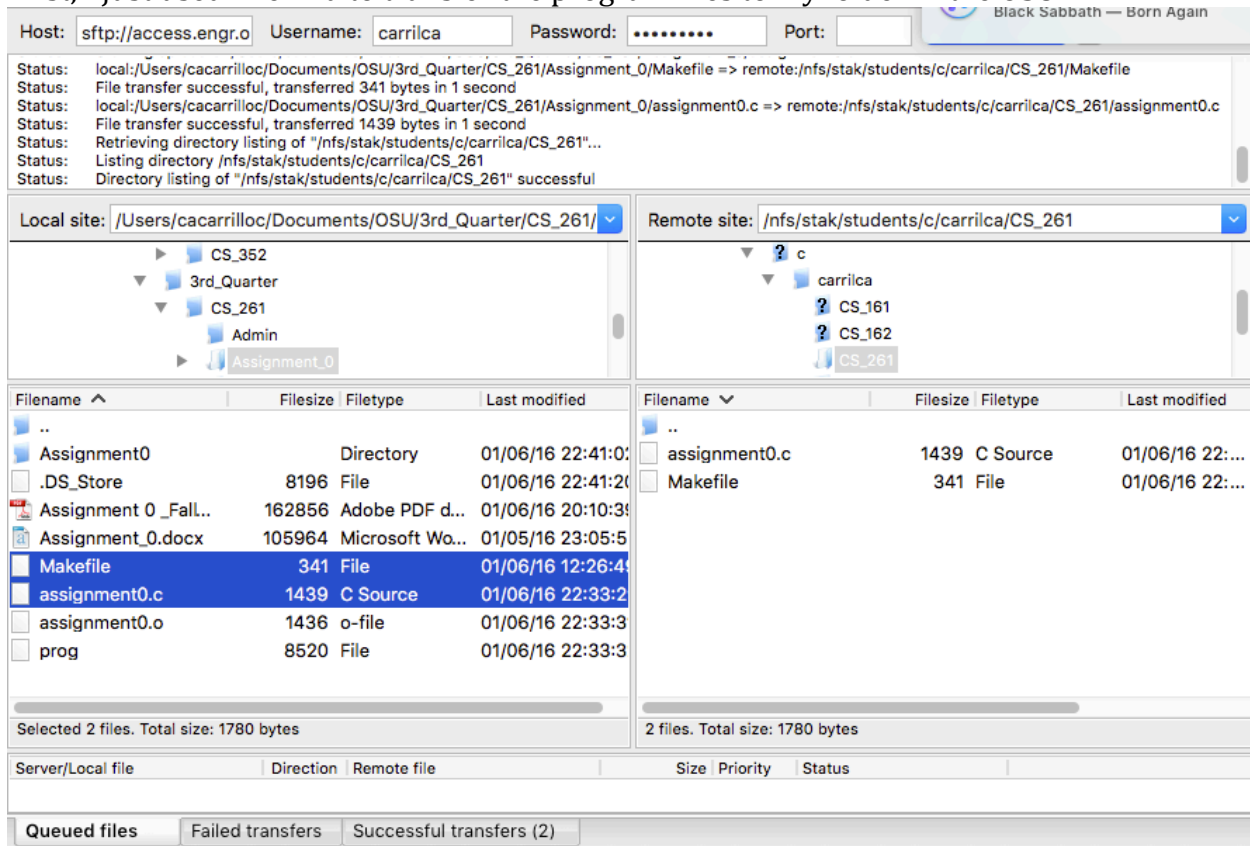 Black Sabbath — Born Again
Host: sftp://access.engr.o Username: carrilca Password: ••••••••• Port:
Status: local:/Users/cacarrilloc/Documents/OSU/3rd_Quarter/CS_261/Assignment_0/Makefile => remote:/nfs/stak/students/c/carrilca/CS_261/Makefile
Status: File transfer successful, transferred 341 bytes in 1 second
Status: local:/Users/cacarrilloc/Documents/OSU/3rd_Quarter/CS_261/Assignment_0/assignment0.c => remote:/nfs/stak/students/c/carrilca/CS_261/assignment0.c
Status: File transfer successful, transferred 1439 bytes in 1 second
Status: Retrieving directory listing of "/nfs/stak/students/c/carrilca/CS_261"...
Status: Listing directory /nfs/stak/students/c/carrilca/CS_261
Status: Directory listing of "/nfs/stak/students/c/carrilca/CS_261" successful
Local site: /Users/cacarrilloc/Documents/OSU/3rd_Quarter/CS_261/
CS_352
3rd_Quarter
CS_261
Admin
Assignment_0
Remote site: /nfs/stak/students/c/carrilca/CS_261
? c
carrilca
? CS_161
? CS_162
CS_261
Filename Filesize Filetype Last modified
..
Assignment0 Directory 01/06/16 22:41:02
.DS_Store 8196 File 01/06/16 22:41:20
Assignment 0 _Fall... 162856 Adobe PDF d... 01/06/16 20:10:39
Assignment_0.docx 105964 Microsoft Wo... 01/05/16 23:05:5
Makefile 341 File 01/06/16 12:26:49
assignment0.c 1439 C Source 01/06/16 22:33:2
assignment0.o 1436 o-file 01/06/16 22:33:3
prog 8520 File 01/06/16 22:33:3
Selected 2 files. Total size: 1780 bytes
Filename Filesize Filetype Last modified
..
assignment0.c 1439 C Source 01/06/16 22:...
Makefile 341 File 01/06/16 22:...
2 files. Total size: 1780 bytes
Server/Local file Direction Remote file Size Priority Status
Queued files Failed transfers Successful transfers (2)